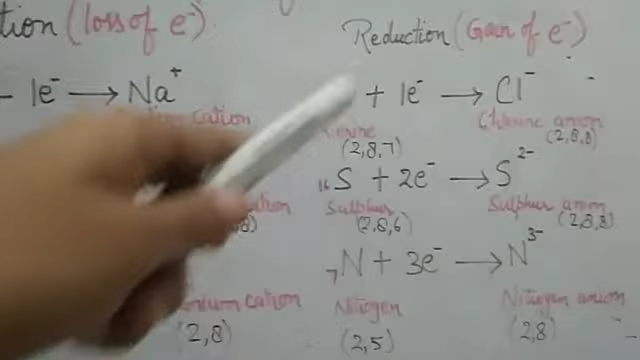 tion (loss of e⁻)
Reduction (Gain of e⁻)
- 1e⁻ → Na⁺
+ 1e⁻ → Cl⁻
cation
Chlorine anion
(2,8,7)
(2,8,8)
₁₆S + 2e⁻ → S²⁻
Sulphur
Sulphur anion
(2,8,6)
(2,8,8)
₇N + 3e⁻ → N³⁻
cation
Nitrogen
Nitrogen anion
(2,8)
(2,5)
(2,8)